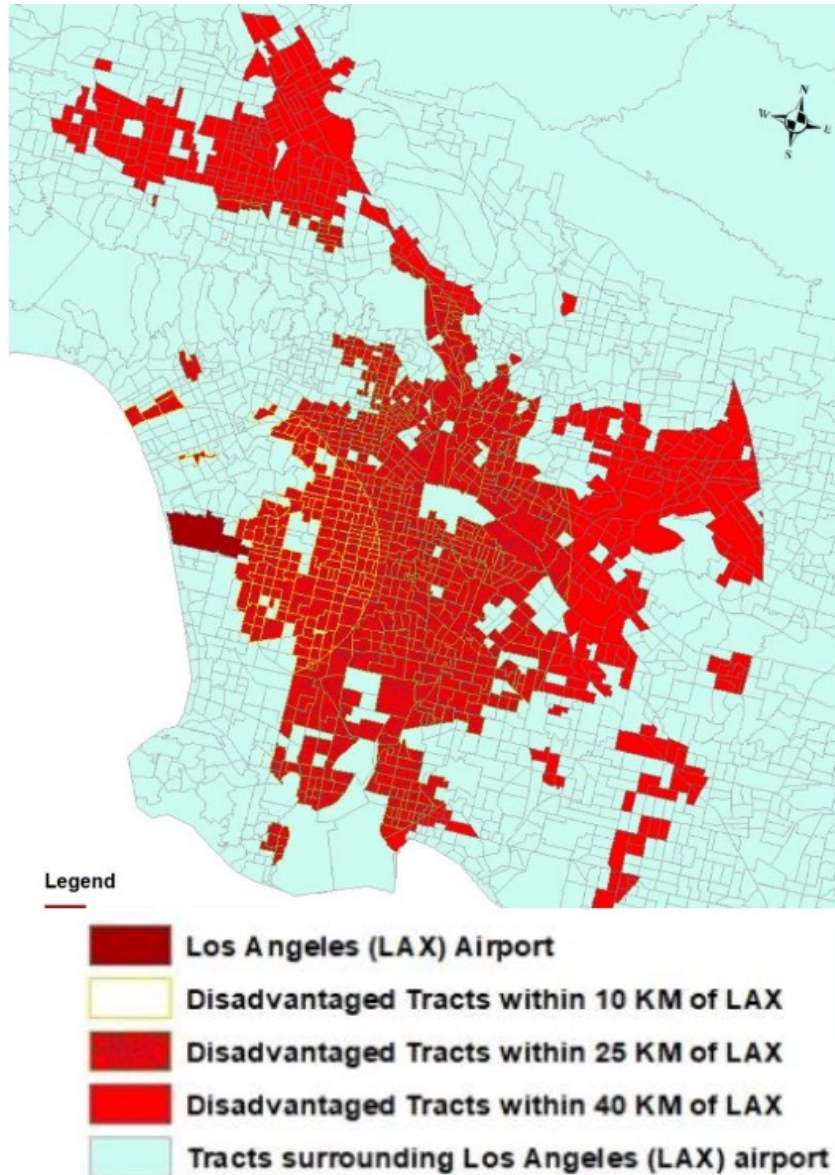 N
W
E
S
Legend
Los Angeles (LAX) Airport
Disadvantaged Tracts within 10 KM of LAX
Disadvantaged Tracts within 25 KM of LAX
Disadvantaged Tracts within 40 KM of LAX
Tracts surrounding Los Angeles (LAX) airport